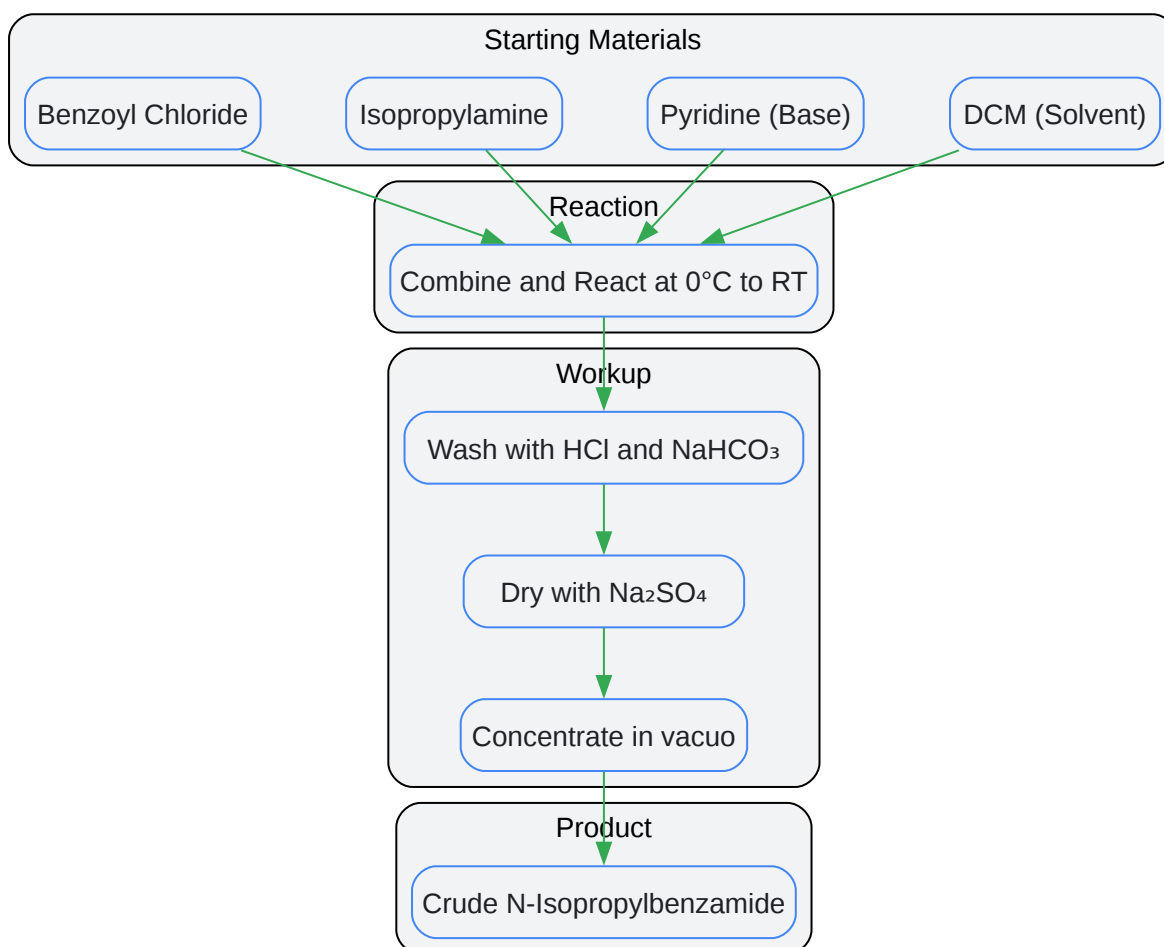 Starting Materials
Benzoyl Chloride
Isopropylamine
Pyridine (Base)
DCM (Solvent)
Reaction
Combine and React at 0°C to RT
Workup
Wash with HCl and NaHCO₃
Dry with Na₂SO₄
Concentrate in vacuo
Product
Crude N-Isopropylbenzamide